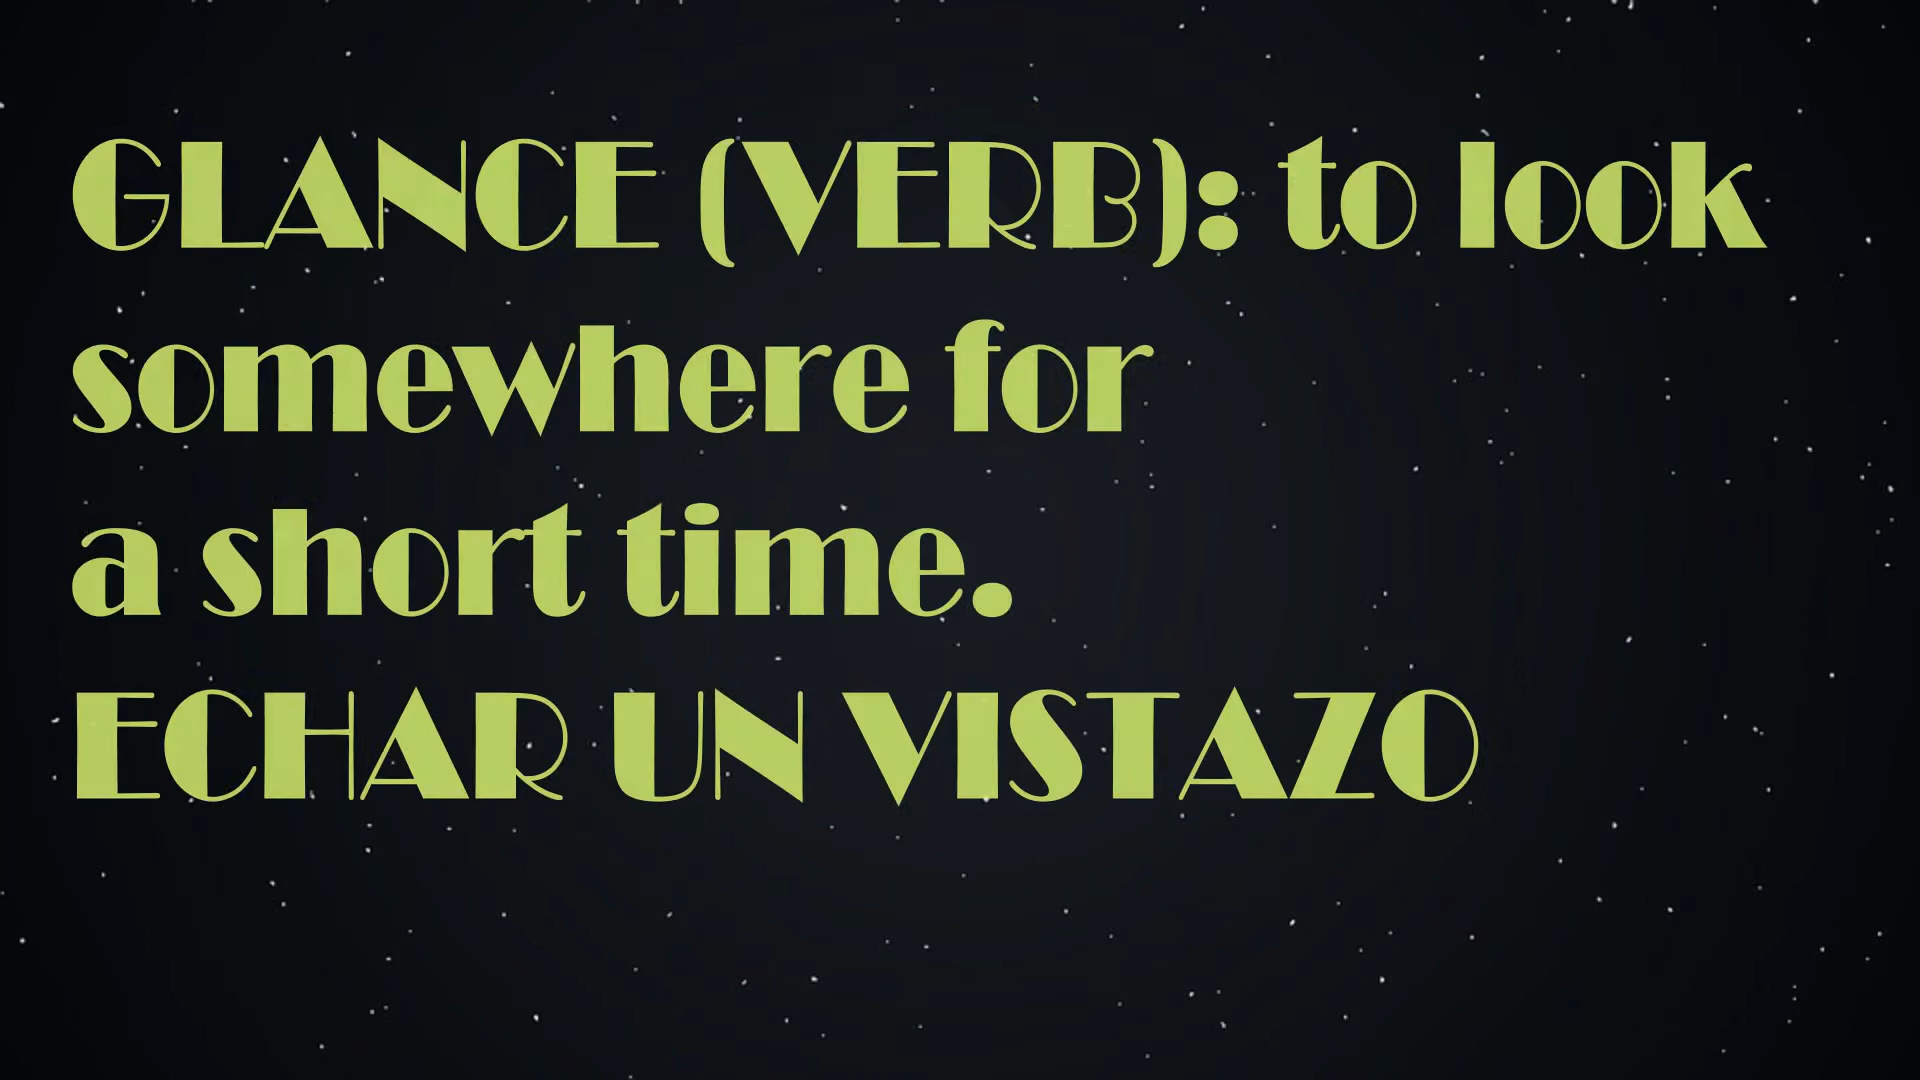 GLANCE (VERB): to look
somewhere for
a short time.
ECHAR UN VISTAZO